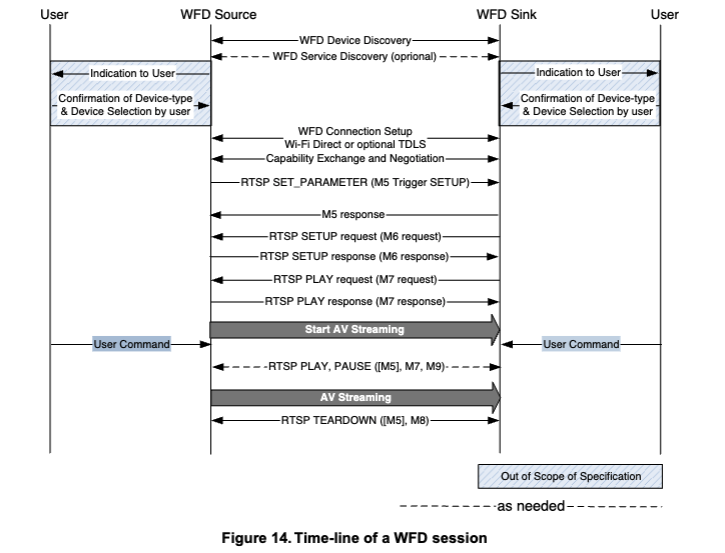 User
WFD Source
WFD Sink
User
WFD Device Discovery
WFD Service Discovery (optional)
Indication to User
Indication to User
Confirmation of Device-type
& Device Selection by user
Confirmation of Device-type
& Device Selection by user
WFD Connection Setup
Wi-Fi Direct or optional TDLS
Capability Exchange and Negotiation
RTSP SET_PARAMETER (M5 Trigger SETUP)
M5 response
RTSP SETUP request (M6 request)
RTSP SETUP response (M6 response)
RTSP PLAY request (M7 request)
RTSP PLAY response (M7 response)
Start AV Streaming
User Command
User Command
RTSP PLAY, PAUSE ([M5], M7, M9)
AV Streaming
RTSP TEARDOWN ([M5], M8)
Out of Scope of Specification
as needed
Figure 14. Time-line of a WFD session